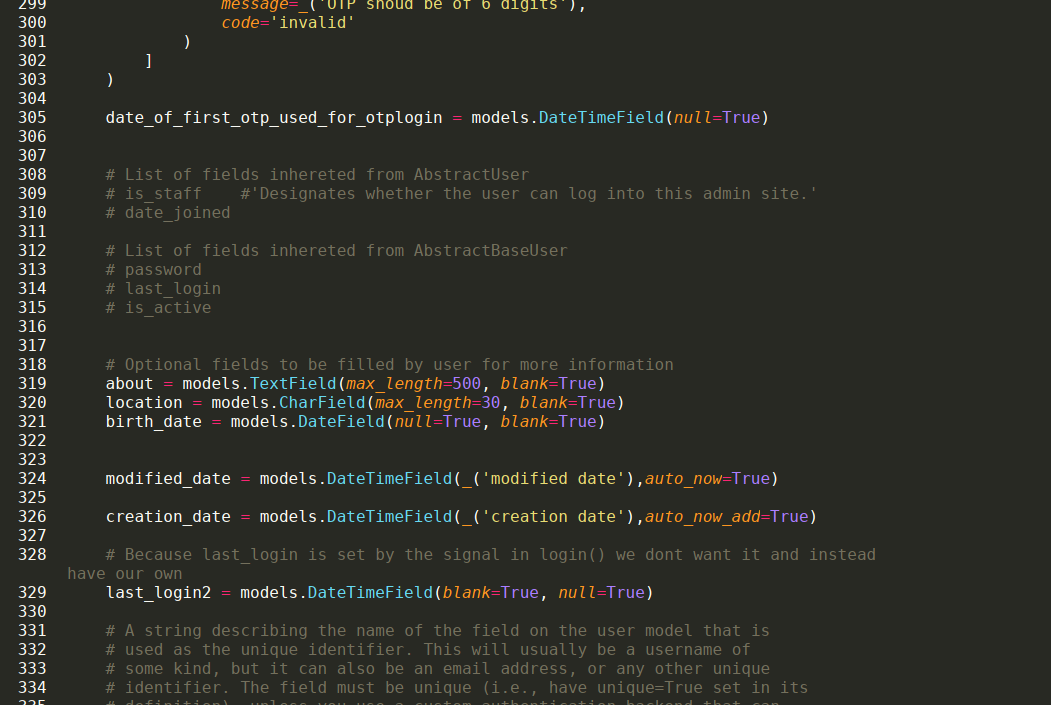 299                 message=_('OTP shoud be of 6 digits'),
300                 code='invalid'
301             )
302         ]
303     )
304
305     date_of_first_otp_used_for_otplogin = models.DateTimeField(null=True)
306
307
308     # List of fields inhereted from AbstractUser
309     # is_staff    #'Designates whether the user can log into this admin site.'
310     # date_joined
311
312     # List of fields inhereted from AbstractBaseUser
313     # password
314     # last_login
315     # is_active
316
317
318     # Optional fields to be filled by user for more information
319     about = models.TextField(max_length=500, blank=True)
320     location = models.CharField(max_length=30, blank=True)
321     birth_date = models.DateField(null=True, blank=True)
322
323
324     modified_date = models.DateTimeField(_('modified date'),auto_now=True)
325
326     creation_date = models.DateTimeField(_('creation date'),auto_now_add=True)
327
328     # Because last_login is set by the signal in login() we dont want it and instead
have our own
329     last_login2 = models.DateTimeField(blank=True, null=True)
330
331     # A string describing the name of the field on the user model that is
332     # used as the unique identifier. This will usually be a username of
333     # some kind, but it can also be an email address, or any other unique
334     # identifier. The field must be unique (i.e., have unique=True set in its
335     # definition), unless you use a custom authentication backend that can